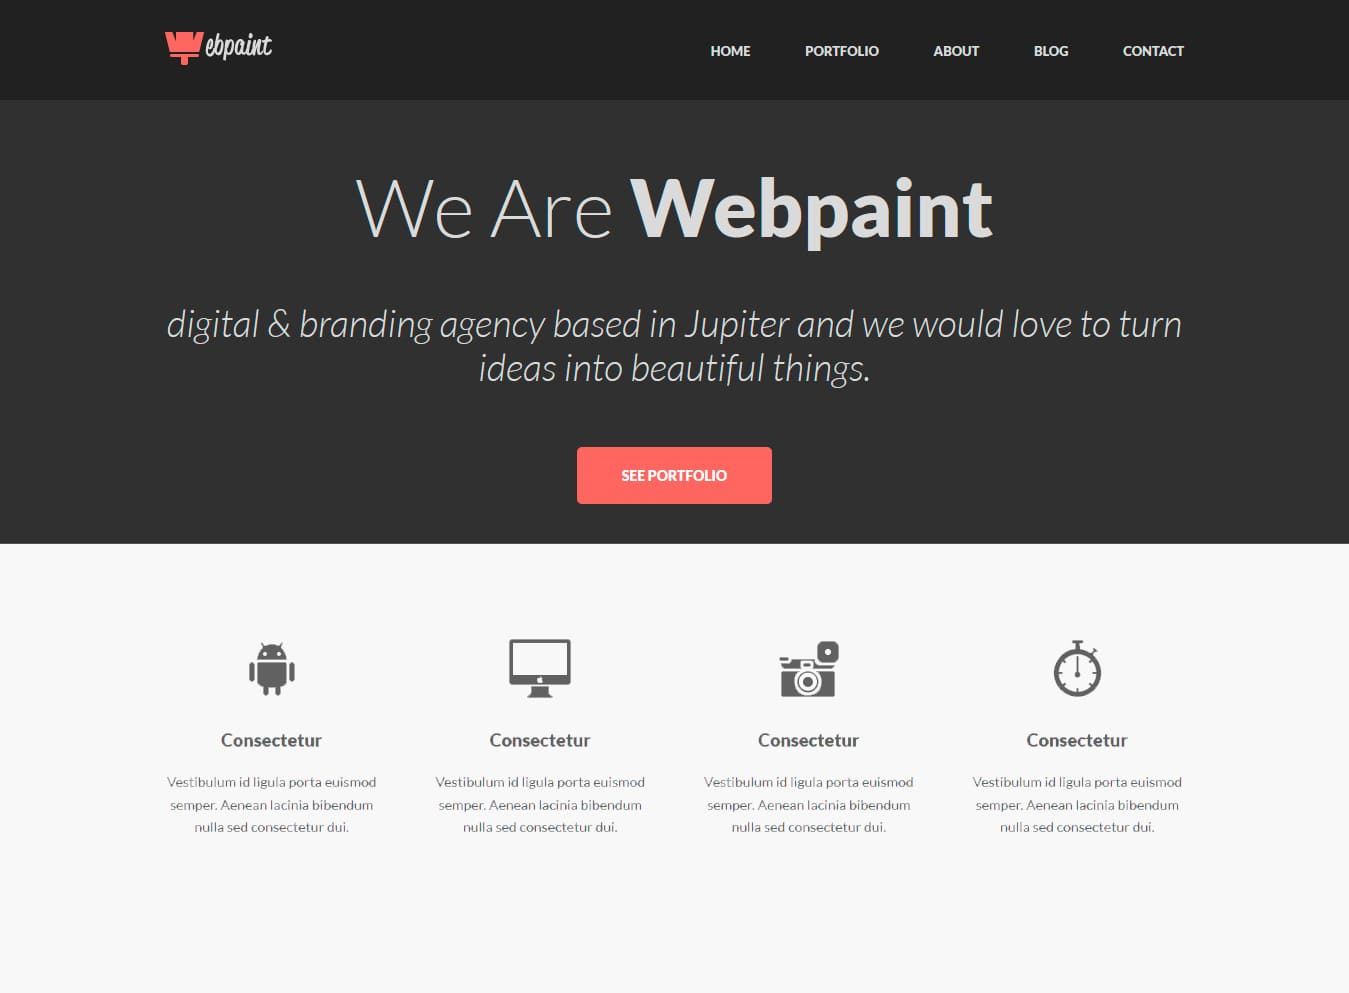 Webpaint
HOME PORTFOLIO ABOUT BLOG CONTACT
We Are Webpaint
digital & branding agency based in Jupiter and we would love to turn
ideas into beautiful things.
SEE PORTFOLIO
Consectetur
Vestibulum id ligula porta euismod
semper. Aenean lacinia bibendum
nulla sed consectetur dui.
Consectetur
Vestibulum id ligula porta euismod
semper. Aenean lacinia bibendum
nulla sed consectetur dui.
Consectetur
Vestibulum id ligula porta euismod
semper. Aenean lacinia bibendum
nulla sed consectetur dui.
Consectetur
Vestibulum id ligula porta euismod
semper. Aenean lacinia bibendum
nulla sed consectetur dui.